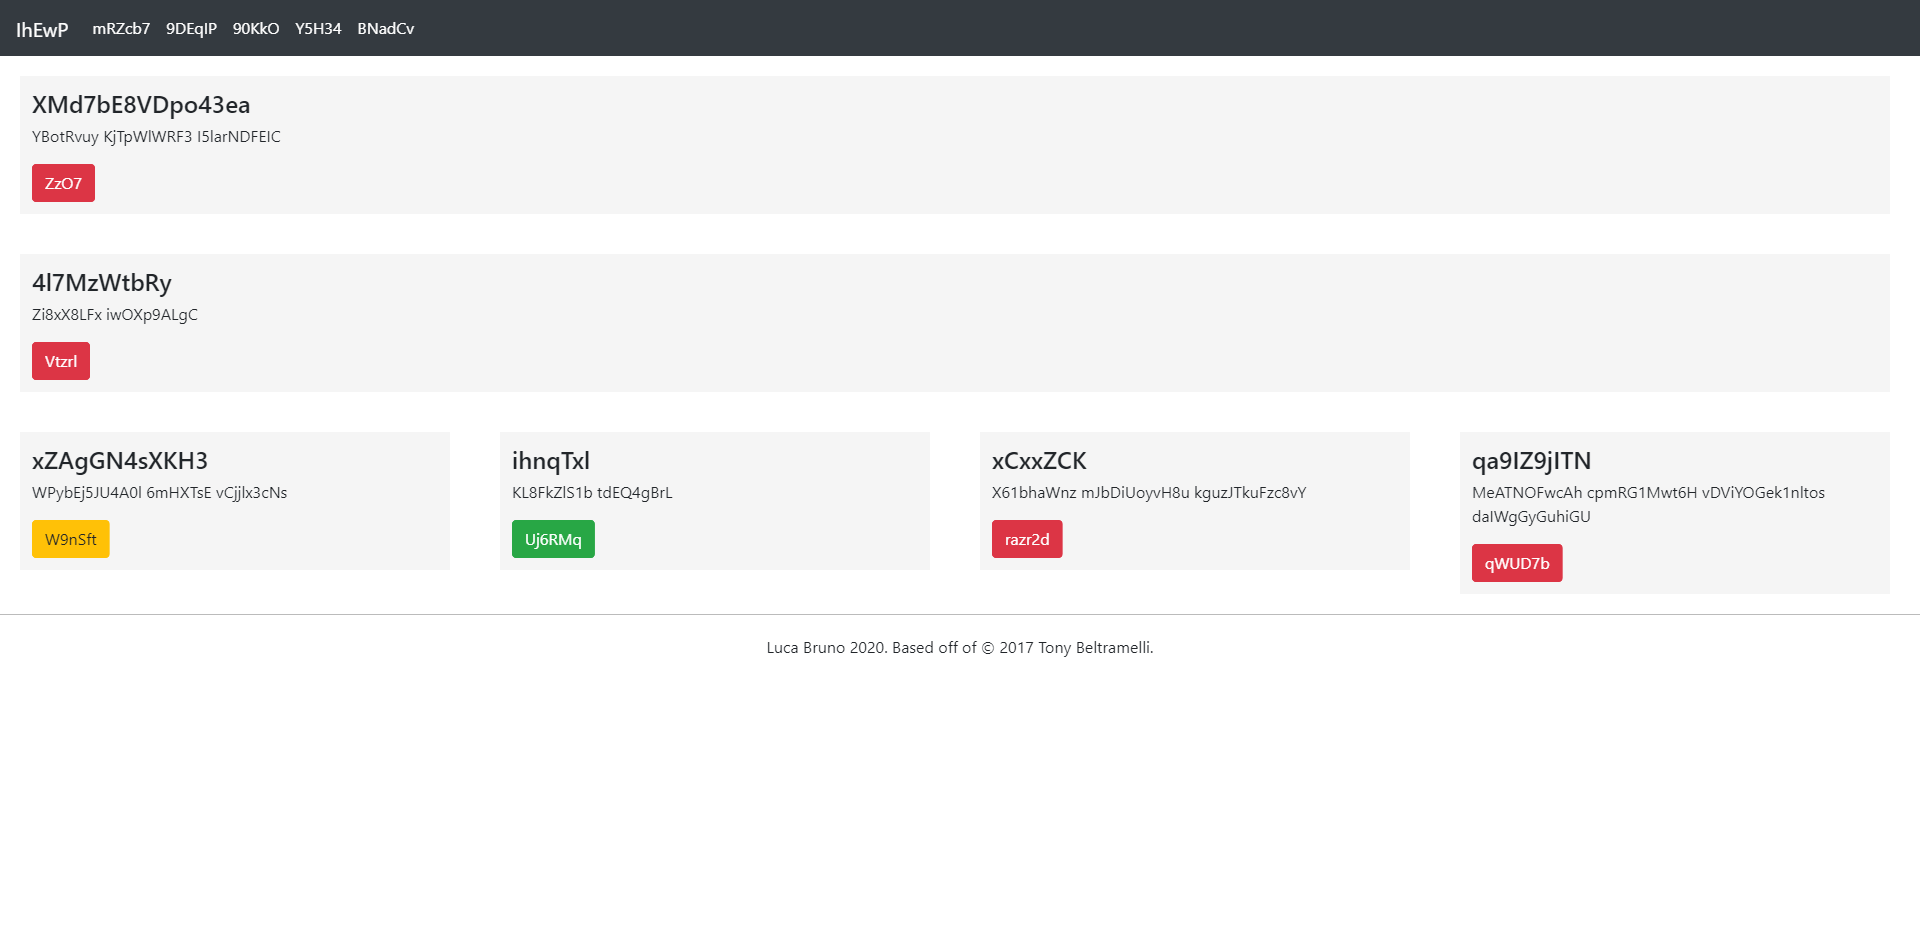 IhEwP mRZcb7 9DEqIP 90KkO Y5H34 BNadCv
XMd7bE8VDpo43ea
YBotRvuy KjTpWlWRF3 I5larNDFEIC
ZzO7
4l7MzWtbRy
Zi8xX8LFx iwOXp9ALgC
Vtzrl
xZAgGN4sXKH3
WPybEj5JU4A0l 6mHXTsE vCjjlx3cNs
W9nSft
ihnqTxl
KL8FkZlS1b tdEQ4gBrL
Uj6RMq
xCxxZCK
X61bhaWnz mJbDiUoyvH8u kguzJTkuFzc8vY
razr2d
qa9IZ9jITN
MeATNOFwcAh cpmRG1Mwt6H vDViYOGek1nltos
daIWgGyGuhiGU
qWUD7b
Luca Bruno 2020. Based off of © 2017 Tony Beltramelli.